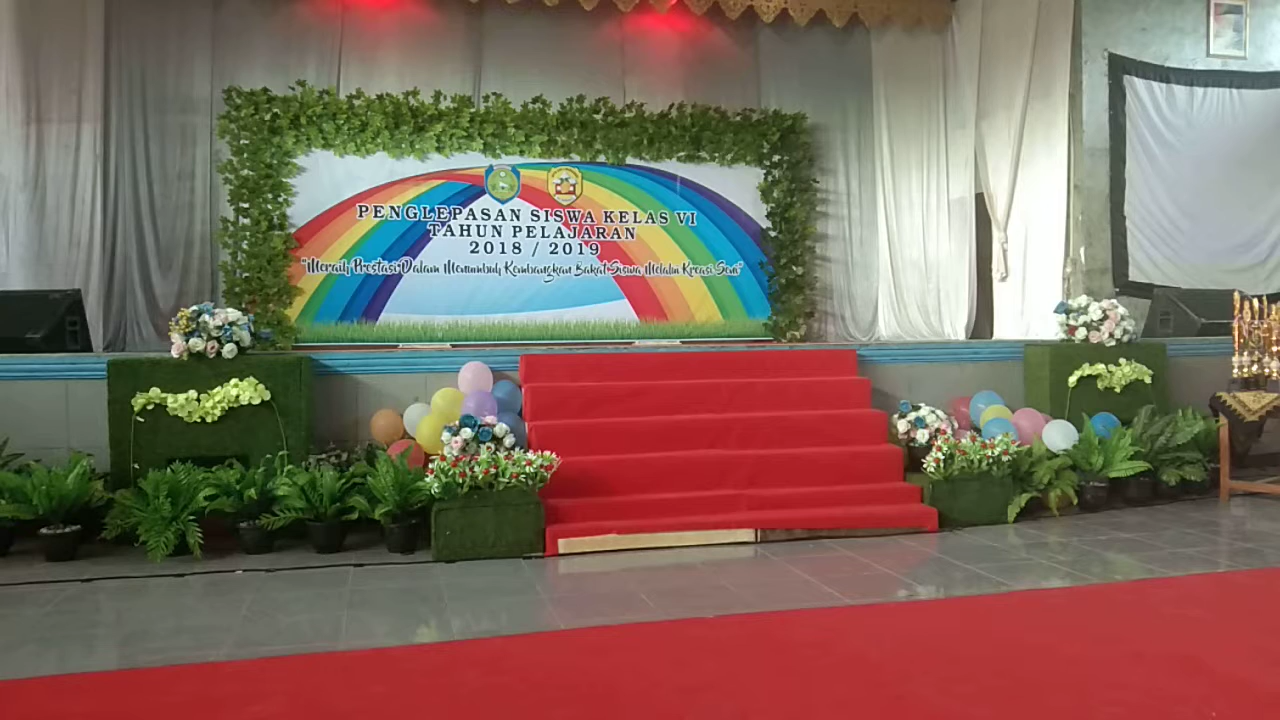 PENGLEPASAN SISWA KELAS VI
TAHUN PELAJARAN
2018 / 2019
"Meraih Prestasi Dalam Menumbuh Kembangkan Bakat Siswa Melalui Kreasi Seni"